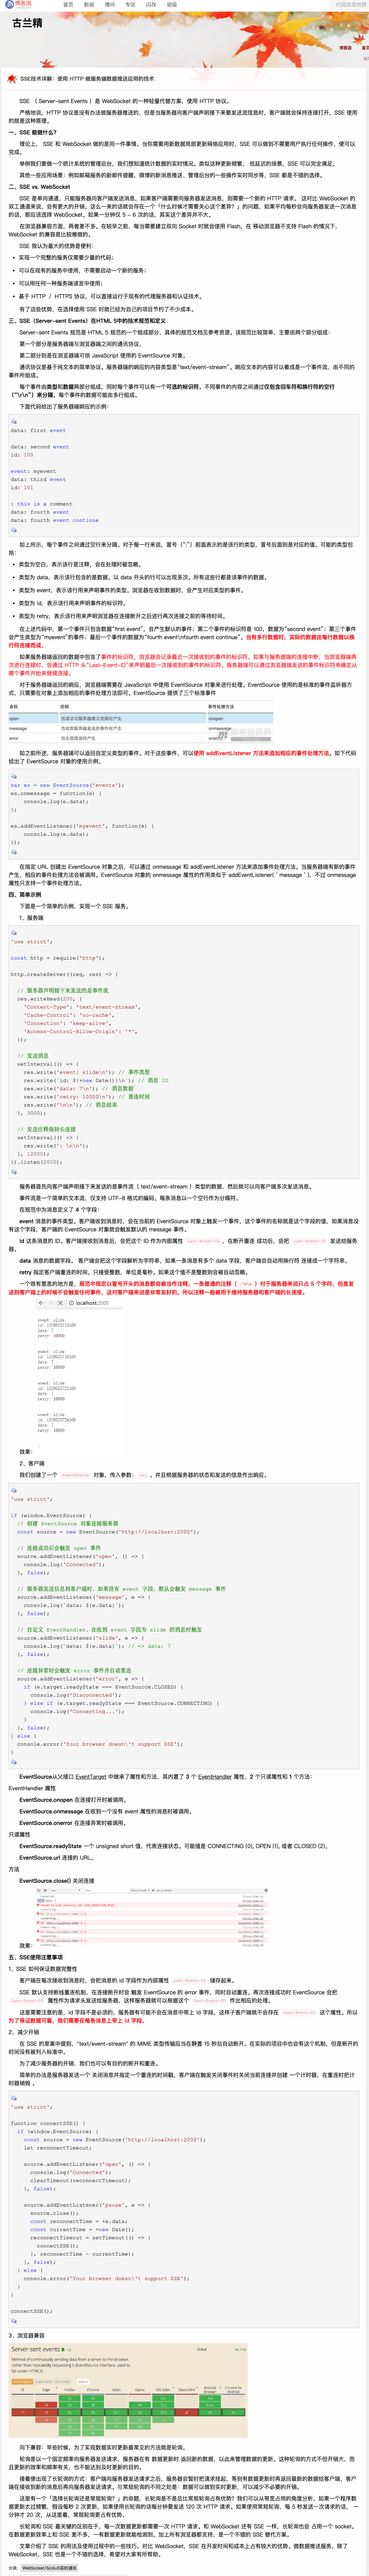 博客园
首页 新闻 博问 专区 闪存 班级
代码改变世界
古兰精
博客园 首页
SSE技术详解：使用 HTTP 做服务端数据推送应用的技术
SSE （ Server-sent Events ）是 WebSocket 的一种轻量代替方案，使用 HTTP 协议。
严格地说，HTTP 协议是没有办法做服务器推送的，但是当服务器向客户端声明接下来要发送流信息时，客户端就会保持连接打开，SSE 使用的就是这种原理。
一、SSE 能做什么？
理论上， SSE 和 WebSocket 做的是同一件事情。当你需要用新数据局部更新网络应用时，SSE 可以做到不需要用户执行任何操作，便可以完成。
举例我们要做一个统计系统的管理后台，我们想知道统计数据的实时情况。类似这种更新频繁、 低延迟的场景，SSE 可以完全满足。
其他一些应用场景：例如邮箱服务的新邮件提醒，微博的新消息推送、管理后台的一些操作实时同步等，SSE 都是不错的选择。
二、SSE vs. WebSocket
SSE 是单向通道，只能服务器向客户端发送消息，如果客户端需要向服务器发送消息，则需要一个新的 HTTP 请求。 这对比 WebSocket 的双工通道来说，会有更大的开销。这么一来的话就会存在一个「什么时候才需要关心这个差异？」的问题，如果平均每秒会向服务器发送一次消息的话，那应该选择 WebSocket。如果一分钟仅 5 - 6 次的话，其实这个差异并不大。
在浏览器兼容方面，两者差不多。在较早之前，每当需要建立双向 Socket 时就会使用 Flash，在 移动浏览器不支持 Flash 的情况下，WebSocket 的兼容是比较难做的。
SSE 我认为最大的优势是便利：
实现一个完整的服务仅需要少量的代码；
可以在现有的服务中使用，不需要启动一个新的服务；
可以用任何一种服务端语言中使用；
基于 HTTP ／ HTTPS 协议，可以直接运行于现有的代理服务器和认证技术。
有了这些优势，在选择使用 SSE 时就已经为自己的项目节约了不少成本。
三、SSE（Server-sent Events）在HTML 5中的技术规范和定义
Server-sent Events 规范是 HTML 5 规范的一个组成部分，具体的规范文档见参考资源。该规范比较简单，主要由两个部分组成：
第一个部分是服务器端与浏览器端之间的通讯协议，
第二部分则是在浏览器端可供 JavaScript 使用的 EventSource 对象。
通讯协议是基于纯文本的简单协议。服务器端的响应的内容类型是“text/event-stream”。响应文本的内容可以看成是一个事件流，由不同的事件所组成。
每个事件由类型和数据两部分组成，同时每个事件可以有一个可选的标识符。不同事件的内容之间通过仅包含回车符和换行符的空行（“\r\n”）来分隔。每个事件的数据可能由多行组成。
下面代码给出了服务器端响应的示例：
data: first event
data: second event
id: 100
event: myevent
data: third event
id: 101
: this is a comment
data: fourth event
data: fourth event continue
如上所示，每个事件之间通过空行来分隔。对于每一行来说，冒号（“:”）前面表示的是该行的类型，冒号后面则是对应的值。可能的类型包括：
类型为空白，表示该行是注释，会在处理时被忽略。
类型为 data，表示该行包含的是数据。以 data 开头的行可以出现多次。所有这些行都是该事件的数据。
类型为 event，表示该行用来声明事件的类型。浏览器在收到数据时，会产生对应类型的事件。
类型为 id，表示该行用来声明事件的标识符。
类型为 retry，表示该行用来声明浏览器在连接断开之后进行再次连接之前的等待时间。
在上述代码中，第一个事件只包含数据“first event”，会产生默认的事件；第二个事件的标识符是 100，数据为“second event”；第三个事件会产生类型为“myevent”的事件；最后一个事件的数据为“fourth event\nfourth event continue”。当有多行数据时，实际的数据由每行数据以换行符连接而成。
如果服务器端返回的数据中包含了事件的标识符，浏览器会记录最近一次接收到的事件的标识符。如果与服务器端的连接中断，当浏览器端再次进行连接时，会通过 HTTP 头“Last-Event-ID”来声明最后一次接收到的事件的标识符。服务器端可以通过浏览器端发送的事件标识符来确定从哪个事件开始来继续连接。
对于服务器端返回的响应，浏览器端需要在 JavaScript 中使用 EventSource 对象来进行处理。EventSource 使用的是标准的事件监听器方式，只需要在对象上添加相应的事件处理方法即可。EventSource 提供了三个标准事件
名称 说明 事件处理方法
open 当成功与服务器建立连接时产生 onopen
message 当收到服务器发送的事件时产生 onmessage
error 当出现错误时产生
如之前所述，服务器端可以返回自定义类型的事件。对于这些事件，可以使用 addEventListener 方法来添加相应的事件处理方法。如下代码给出了 EventSource 对象的使用示例。
var es = new EventSource('events');
es.onmessage = function(e) {
console.log(e.data);
};
es.addEventListener('myevent', function(e) {
console.log(e.data);
});
在指定 URL 创建出 EventSource 对象之后，可以通过 onmessage 和 addEventListener 方法来添加事件处理方法。当服务器端有新的事件产生，相应的事件处理方法会被调用。EventSource 对象的 onmessage 属性的作用类似于 addEventListener( ' message ' )，不过 onmessage 属性只支持一个事件处理方法。
四、简单示例
下面是一个简单的示例，实现一个 SSE 服务。
1、服务端
'use strict';
const http = require('http');
http.createServer((req, res) => {
// 服务器声明接下来发送的是事件流
res.writeHead(200, {
'Content-Type': 'text/event-stream',
'Cache-Control': 'no-cache',
'Connection': 'keep-alive',
'Access-Control-Allow-Origin': '*',
});
// 发送消息
setInterval(() => {
res.write('event: slide\n'); // 事件类型
res.write(`id: ${+new Date()}\n`); // 消息 ID
res.write('data: 7\n'); // 消息数据
res.write('retry: 10000\n'); // 重连时间
res.write('\n\n'); // 消息结束
}, 3000);
// 发送注释保持长连接
setInterval(() => {
res.write(': \n\n');
}, 12000);
}).listen(2000);
服务器首先向客户端声明接下来发送的是事件流（ text/event-stream ）类型的数据，然后就可以向客户端多次发送消息。
事件流是一个简单的文本流，仅支持 UTF-8 格式的编码。每条消息以一个空行作为分隔符。
在规范中为消息定义了 4 个字段：
event 消息的事件类型。客户端收到消息时，会在当前的 EventSource 对象上触发一个事件，这个事件的名称就是这个字段的值，如果消息没有这个字段，客户端的 EventSource 对象就会触发默认的 message 事件。
id 这条消息的 ID。客户端接收到消息后，会把这个 ID 作为内部属性 Last-Event-ID ，在断开重连 成功后，会把 Last-Event-ID 发送给服务器。
data 消息的数据字段。 客户端会把这个字段解析为字符串，如果一条消息有多个 data 字段，客户端会自动用换行符 连接成一个字符串。
retry 指定客户端重连的时间。只接受整数，单位是毫秒。如果这个值不是整数则会被自动忽略。
一个很有意思的地方是，规范中规定以冒号开头的消息都会被当作注释，一条普通的注释（ :\n\n ）对于服务器来说只占 5 个字符，但是发送到客户端上的时候不会触发任何事件，这对客户端来说是非常友好的。所以注释一般被用于维持服务器和客户端的长连接。
localhost:2000
event: slide
data: 7
retry: 10000
event: slide
data: 7
retry: 10000
event: slide
data: 7
retry: 10000
event: slide
data: 7
retry: 10000
效果：
2、客户端
我们创建了一个 EventSource 对象，传入参数： url ，并且根据服务器的状态和发送的信息作出响应。
'use strict';
if (window.EventSource) {
// 创建 EventSource 对象连接服务器
const source = new EventSource('http://localhost:2000');
// 连接成功后会触发 open 事件
source.addEventListener('open', () => {
console.log('Connected');
}, false);
// 服务器发送信息到客户端时，如果没有 event 字段，默认会触发 message 事件
source.addEventListener('message', e => {
console.log(`data: ${e.data}`);
}, false);
// 自定义 EventHandler，在收到 event 字段为 slide 的消息时触发
source.addEventListener('slide', e => {
console.log(`data: ${e.data}`); // => data: 7
}, false);
// 连接异常时会触发 error 事件并自动重连
source.addEventListener('error', e => {
if (e.target.readyState === EventSource.CLOSED) {
console.log('Disconnected');
} else if (e.target.readyState === EventSource.CONNECTING) {
console.log('Connecting...');
}
}, false);
} else {
console.error('Your browser doesn\'t support SSE');
}
EventSource从父接口 EventTarget 中继承了属性和方法，其内置了 3 个 EventHandler 属性、2 个只读属性和 1 个方法：
EventHandler 属性
EventSource.onopen 在连接打开时被调用。
EventSource.onmessage 在收到一个没有 event 属性的消息时被调用。
EventSource.onerror 在连接异常时被调用。
只读属性
EventSource.readyState 一个 unsigned short 值，代表连接状态。可能值是 CONNECTING (0), OPEN (1), 或者 CLOSED (2)。
EventSource.url 连接的 URL。
方法
EventSource.close() 关闭连接
效果：
五、SSE使用注意事项
1、SSE 如何保证数据完整性
客户端在每次接收到消息时，会把消息的 id 字段作为内部属性 Last-Event-ID 储存起来。
SSE 默认支持断线重连机制，在连接断开时会 触发 EventSource 的 error 事件，同时自动重连。再次连接成功时 EventSource 会把 Last-Event-ID 属性作为请求头发送给服务器，这样服务器就可以根据这个 Last-Event-ID 作出相应的处理。
这里需要注意的是，id 字段不是必须的，服务器有可能不会在消息中带上 id 字段，这样子客户端就不会存在 Last-Event-ID 这个属性。所以为了保证数据可靠，我们需要在每条消息上带上 id 字段。
2、减少开销
在 SSE 的草案中提到，"text/event-stream" 的 MIME 类型传输应当在静置 15 秒后自动断开。在实际的项目中也会有这个机制，但是断开的时间没有被列入标准中。
为了减少服务器的开销，我们也可以有目的的断开和重连。
简单的办法是服务器发送一个 关闭消息并指定一个重连的时间戳，客户端在触发关闭事件时关闭当前连接并创建 一个计时器，在重连时把计时器销毁 。
'use strict';
function connectSSE() {
if (window.EventSource) {
const source = new EventSource('http://localhost:2000');
let reconnectTimeout;
source.addEventListener('open', () => {
console.log('Connected');
clearTimeout(reconnectTimeout);
}, false);
source.addEventListener('pause', e => {
source.close();
const reconnectTime = +e.data;
const currentTime = +new Date();
reconnectTimeout = setTimeout(() => {
connectSSE();
}, reconnectTime - currentTime);
}, false);
} else {
console.error('Your browser doesn\'t support SSE');
}
}
connectSSE();
3、浏览器兼容
Server-sent events
Method of continuously sending data from a server to the browser,
向下兼容：早些时候，为了实现数据实时更新最常见的方法就是轮询。
轮询是以一个固定频率向服务器发送请求，服务器在有 数据更新时 返回新的数据，以此来管理数据的更新。这种轮询的方式不但开销大，而且更新的效率和频率有关，也不能达到及时更新的目的。
接着便出现了长轮询的方式：客户端向服务器发送请求之后，服务器会暂时把请求挂起，等到有数据更新时再返回最新的数据给客户端，客户端在接收到新的消息后再向服务器发送请求。与常规轮询的不同之处是：数据可以做到实时更新，可以减少不必要的开销。
这里有一个「选择长轮询还是常规轮询？」的命题，长轮询是不是总比常规轮询占有优势？我们可以从带宽占用的角度分析，如果一个程序数据更新太过频繁，假设每秒 2 次更新，如果使用长轮询的话每分钟要发送 120 次 HTTP 请求。如果使用常规轮询，每 5 秒发送一次请求的话， 一分钟才 20 次，从这里看，常规轮询更占有优势。
长轮询和 SSE 最关键的区别在于，每一次数据更新都需要一次 HTTP 请求。和 WebSocket 还有 SSE 一样，长轮询也会 占用一个 socket。在数据更新效率上和 SSE 差不多，一有数据更新就能检测到。加上所有浏览器都支持，是一个不错的 SSE 替代方案。
文章介绍了 SSE 的用法及使用过程中的一些技巧。对比 WebSocket，SSE 在开发时间和成本上占有较大的优势。做数据推送服务，除了 WebSocket，SSE 也是一个不错的选择，希望对大家有所帮助。
分类: WebSocket/SockJS实时通讯